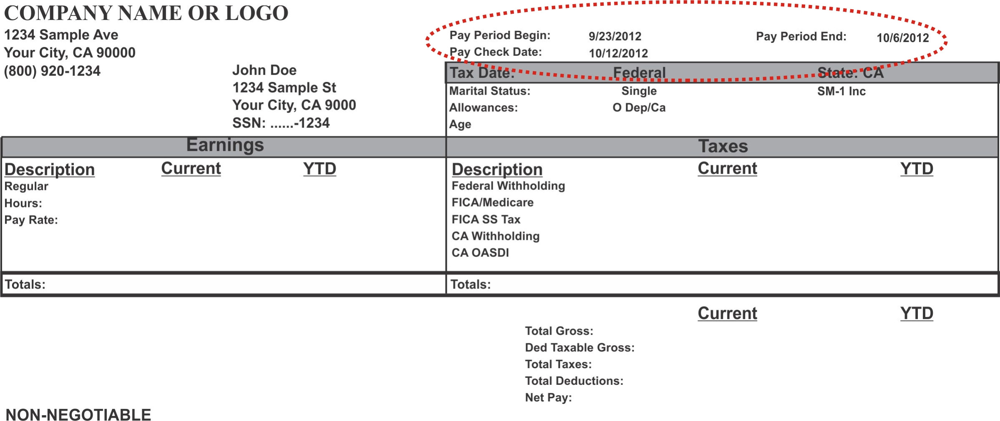 COMPANY NAME OR LOGO
1234 Sample Ave
Your City, CA 90000
(800) 920-1234
John Doe
1234 Sample St
Your City, CA 9000
SSN: ......-1234
Pay Period Begin: 9/23/2012 Pay Period End: 10/6/2012
Pay Check Date: 10/12/2012
Tax Date: Federal State: CA
Marital Status: Single SM-1 Inc
Allowances: O Dep/Ca
Age
Earnings
Description Current YTD
Regular
Hours:
Pay Rate:
Totals:
Taxes
Description Current YTD
Federal Withholding
FICA/Medicare
FICA SS Tax
CA Withholding
CA OASDI
Totals:
Current YTD
Total Gross:
Ded Taxable Gross:
Total Taxes:
Total Deductions:
Net Pay:
NON-NEGOTIABLE